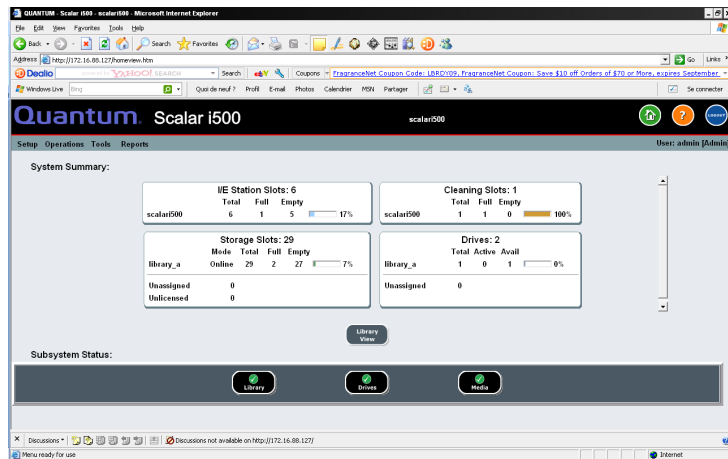 QUANTUM - Scalar i500 - scalari500 - Microsoft Internet Explorer
File Edit View Favorites Tools Help
Back Search Favorites
Address http://172.16.88.127/homeview.htm Go Links
Dealio powered by YAHOO! SEARCH Search ebY Coupons FragranceNet Coupon Code: LBRDY09, FragranceNet Coupon: Save $10 off Orders of $70 or More, expires September
Windows Live Bing Quoi de neuf ? Profil E-mail Photos Calendrier MSN Partager Se connecter
Quantum. Scalar i500 scalari500 LOGOUT
Setup Operations Tools Reports User: admin [Admin]
System Summary:
I/E Station Slots: 6
Total Full Empty
scalari500 6 1 5 17%
Cleaning Slots: 1
Total Full Empty
scalari500 1 1 0 100%
Storage Slots: 29
Mode Total Full Empty
library_a Online 29 2 27 7%
Unassigned 0
Unlicensed 0
Drives: 2
Total Active Avail
library_a 1 0 1 0%
Unassigned 0
Library View
Subsystem Status:
Library
Drives
Media
Discussions Discussions not available on http://172.16.88.127/
Menu ready for use Internet